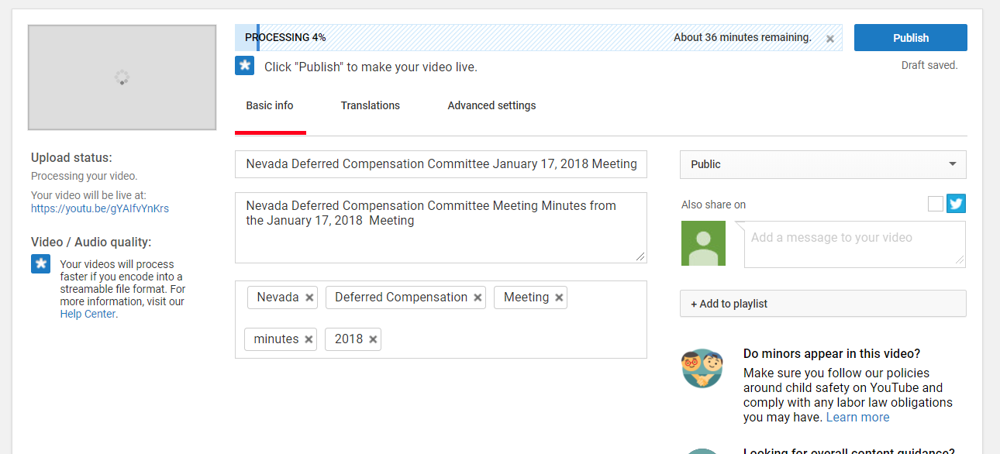 PROCESSING 4%
About 36 minutes remaining.
Publish
Click "Publish" to make your video live.
Draft saved.
Basic info
Translations
Advanced settings
Upload status:
Processing your video.
Your video will be live at:
https://youtu.be/gYAIfvYnKrs
Video / Audio quality:
Your videos will process
faster if you encode into a
streamable file format. For
more information, visit our
Help Center.
Nevada Deferred Compensation Committee January 17, 2018 Meeting
Nevada Deferred Compensation Committee Meeting Minutes from
the January 17, 2018  Meeting
Nevada
Deferred Compensation
Meeting
minutes
2018
Public
Also share on
Add a message to your video
+ Add to playlist
Do minors appear in this video?
Make sure you follow our policies
around child safety on YouTube and
comply with any labor law obligations
you may have. Learn more
Looking for overall content guidance?